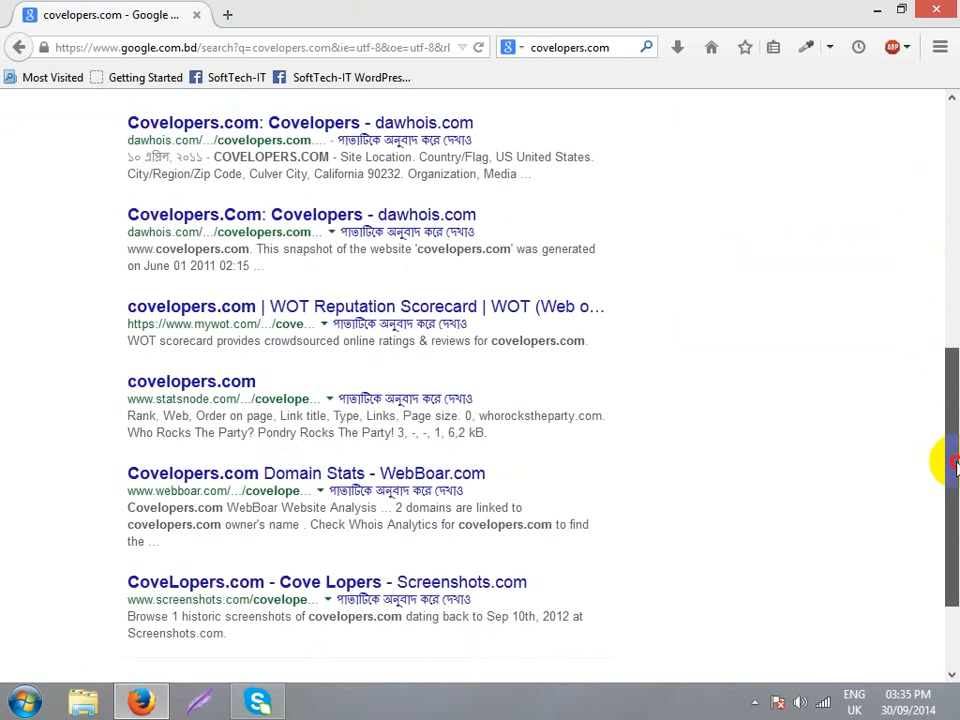 covelopers.com - Google ...
https://www.google.com.bd/search?q=covelopers.com&ie=utf-8&oe=utf-8&rl
covelopers.com
ABP
Most Visited
Getting Started
SoftTech-IT
SoftTech-IT WordPres...
Covelopers.com: Covelopers - dawhois.com
dawhois.com/.../covelopers.com.... - পাতাটিকে অনুবাদ করে দেখাও
১০ এপ্রিল, ২০১১ - COVELOPERS.COM - Site Location. Country/Flag, US United States.
City/Region/Zip Code, Culver City, California 90232. Organization, Media ...
Covelopers.Com: Covelopers - dawhois.com
dawhois.com/.../covelopers.com... পাতাটিকে অনুবাদ করে দেখাও
www.covelopers.com. This snapshot of the website 'covelopers.com' was generated
on June 01 2011 02:15 ...
covelopers.com | WOT Reputation Scorecard | WOT (Web o...
https://www.mywot.com/.../cove... পাতাটিকে অনুবাদ করে দেখাও
WOT scorecard provides crowdsourced online ratings & reviews for covelopers.com.
covelopers.com
www.statsnode.com/.../covelope... পাতাটিকে অনুবাদ করে দেখাও
Rank, Web, Order on page, Link title, Type, Links, Page size. 0, whorockstheparty.com.
Who Rocks The Party? Pondry Rocks The Party! 3, -, -, 1, 6,2 kB.
Covelopers.com Domain Stats - WebBoar.com
www.webboar.com/.../covelope... পাতাটিকে অনুবাদ করে দেখাও
Covelopers.com WebBoar Website Analysis ... 2 domains are linked to
covelopers.com owner's name . Check Whois Analytics for covelopers.com to find
the ...
CoveLopers.com - Cove Lopers - Screenshots.com
www.screenshots.com/covelope... পাতাটিকে অনুবাদ করে দেখাও
Browse 1 historic screenshots of covelopers.com dating back to Sep 10th, 2012 at
Screenshots.com.
ENG
UK
03:35 PM
30/09/2014